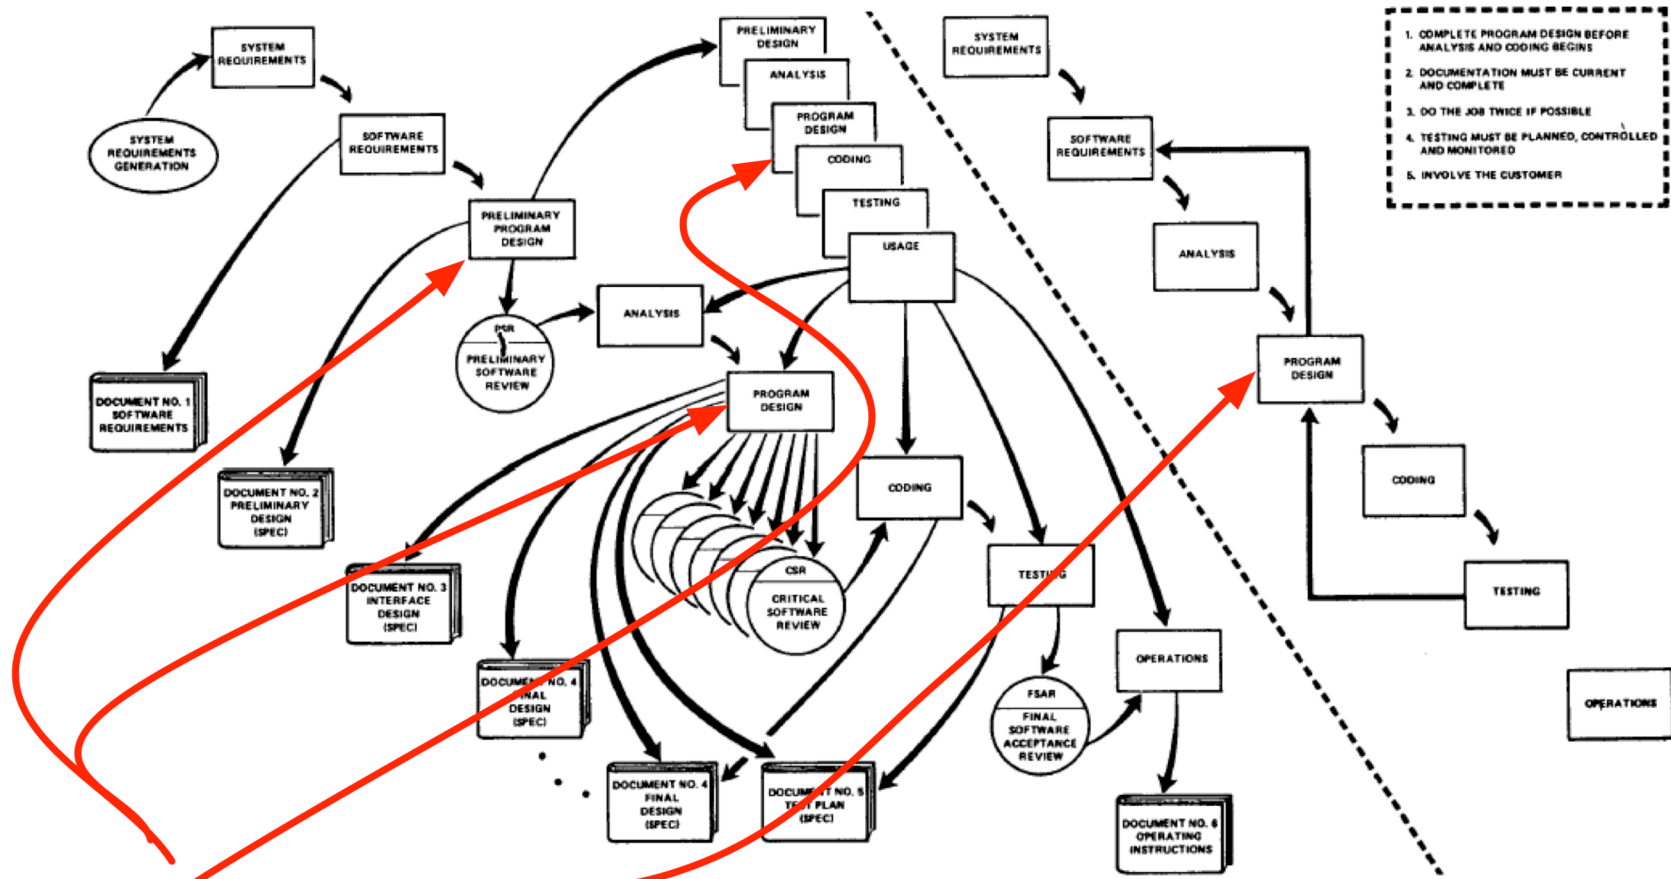 SYSTEM
REQUIREMENTS
SYSTEM
REQUIREMENTS
GENERATION
SOFTWARE
REQUIREMENTS
PRELIMINARY
PROGRAM
DESIGN
PRELIMINARY
DESIGN
ANALYSIS
PROGRAM
DESIGN
CODING
TESTING
USAGE
PSR
PRELIMINARY
SOFTWARE
REVIEW
ANALYSIS
PROGRAM
DESIGN
DOCUMENT NO. 1
SOFTWARE
REQUIREMENTS
DOCUMENT NO. 2
PRELIMINARY
DESIGN
(SPEC)
DOCUMENT NO. 3
INTERFACE
DESIGN
(SPEC)
DOCUMENT NO. 4
FINAL
DESIGN
(SPEC)
DOCUMENT NO. 4
FINAL
DESIGN
(SPEC)
DOCUMENT NO. 5
TEST PLAN
(SPEC)
CSR
CRITICAL
SOFTWARE
REVIEW
CODING
TESTING
FSAR
FINAL
SOFTWARE
ACCEPTANCE
REVIEW
OPERATIONS
DOCUMENT NO. 6
OPERATING
INSTRUCTIONS
SYSTEM
REQUIREMENTS
SOFTWARE
REQUIREMENTS
ANALYSIS
PROGRAM
DESIGN
CODING
TESTING
OPERATIONS
1. COMPLETE PROGRAM DESIGN BEFORE
ANALYSIS AND CODING BEGINS
2. DOCUMENTATION MUST BE CURRENT
AND COMPLETE
3. DO THE JOB TWICE IF POSSIBLE
4. TESTING MUST BE PLANNED, CONTROLLED
AND MONITORED
5. INVOLVE THE CUSTOMER